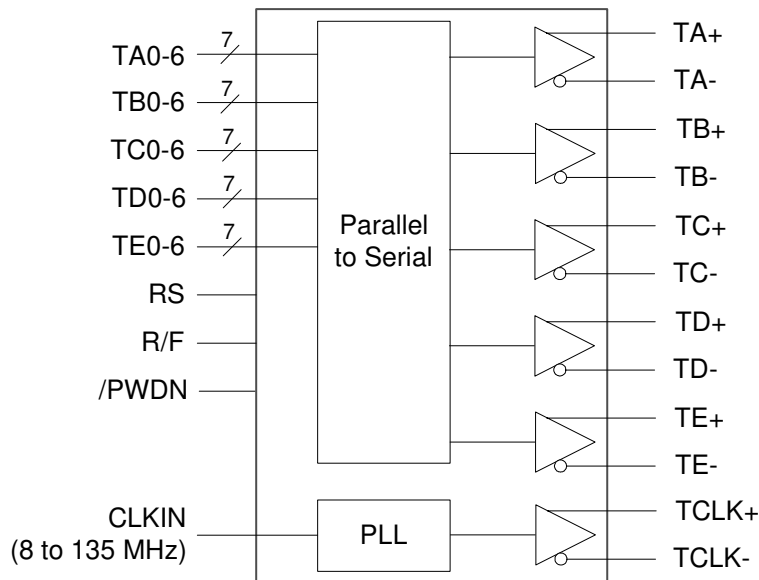 7
TA0-6
7
TB0-6
7
TC0-6
7
TD0-6
7
TE0-6
RS
R/F
/PWDN
CLKIN
(8 to 135 MHz)
Parallel
to Serial
PLL
TA+
TA-
TB+
TB-
TC+
TC-
TD+
TD-
TE+
TE-
TCLK+
TCLK-